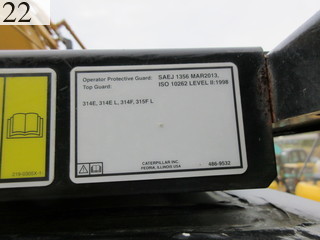 22
Operator Protective Guard: SAEJ 1356 MAR2013,
Top Guard: ISO 10262 LEVEL II:1998
314E, 314E L, 314F, 315F L
CATERPILLAR INC.
PEORIA, ILLINOIS USA
486-8532